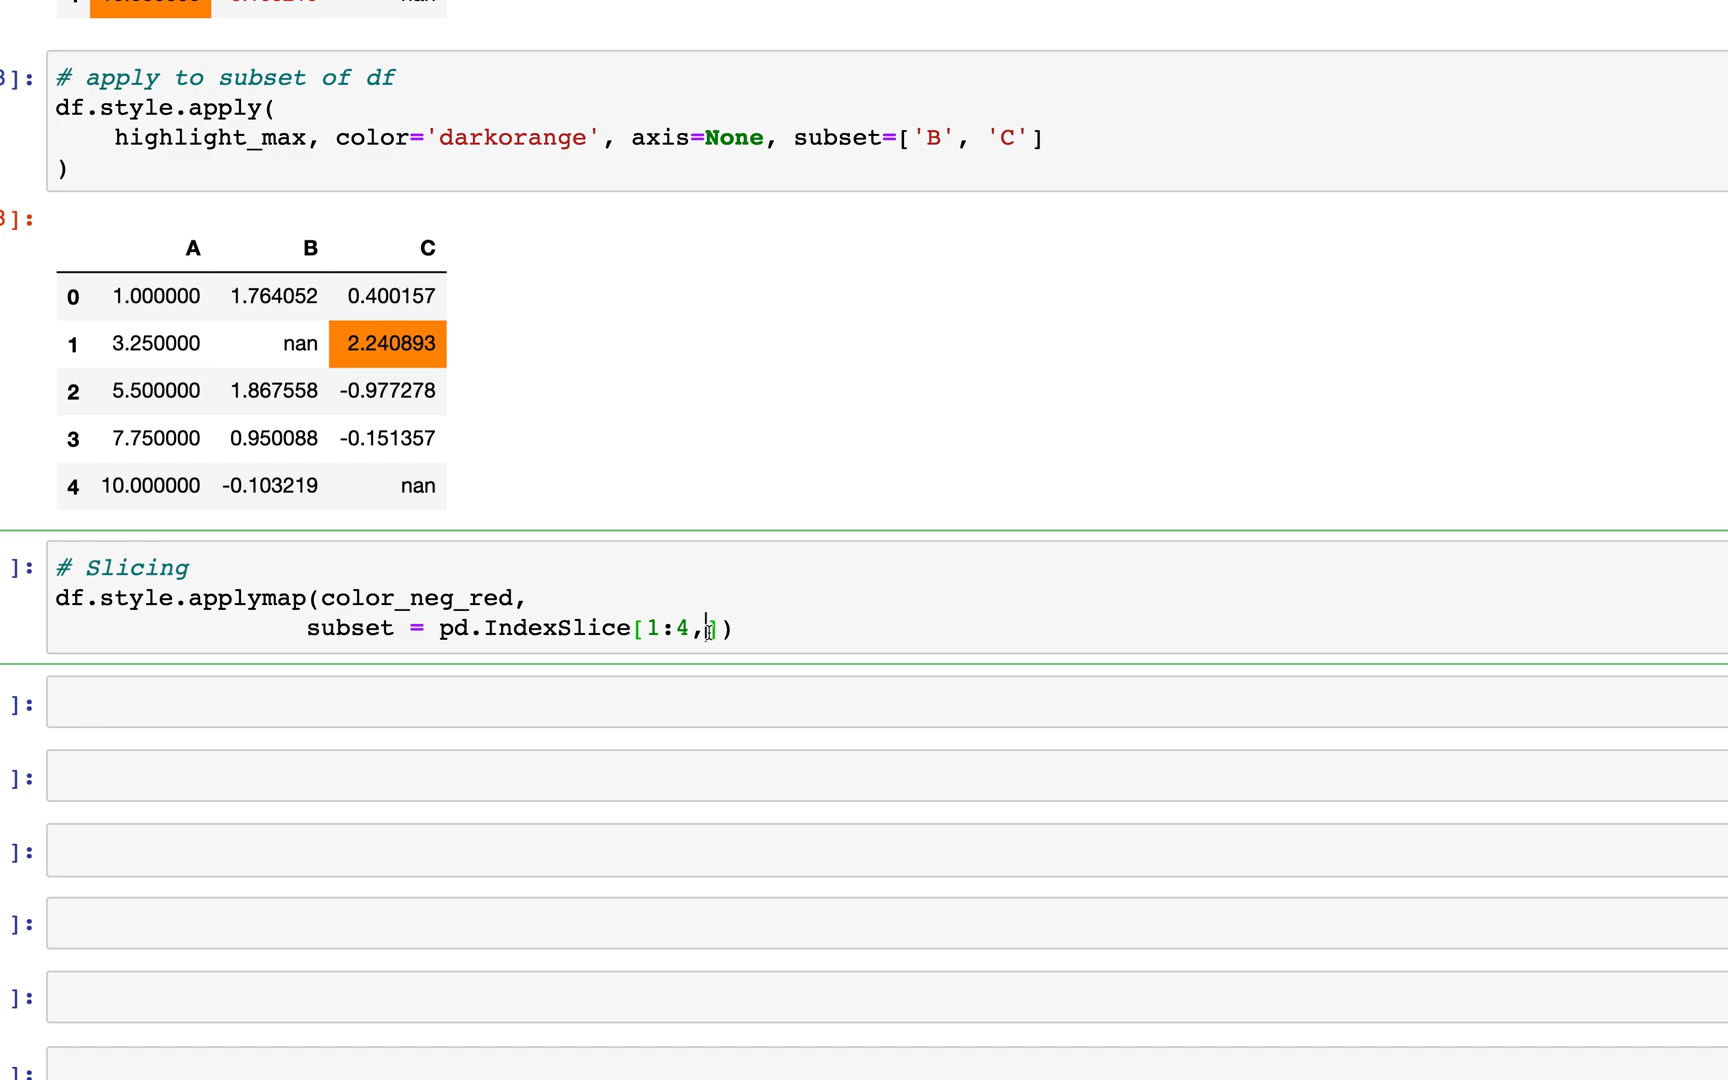 3]: # apply to subset of df
df.style.apply(
highlight_max, color='darkorange', axis=None, subset=['B', 'C']
)
3]:
A B C
0 1.000000 1.764052 0.400157
1 3.250000 nan 2.240893
2 5.500000 1.867558 -0.977278
3 7.750000 0.950088 -0.151357
4 10.000000 -0.103219 nan
]: # Slicing
df.style.applymap(color_neg_red,
subset = pd.IndexSlice[1:4,])
]:
]:
]:
]:
]:
]: